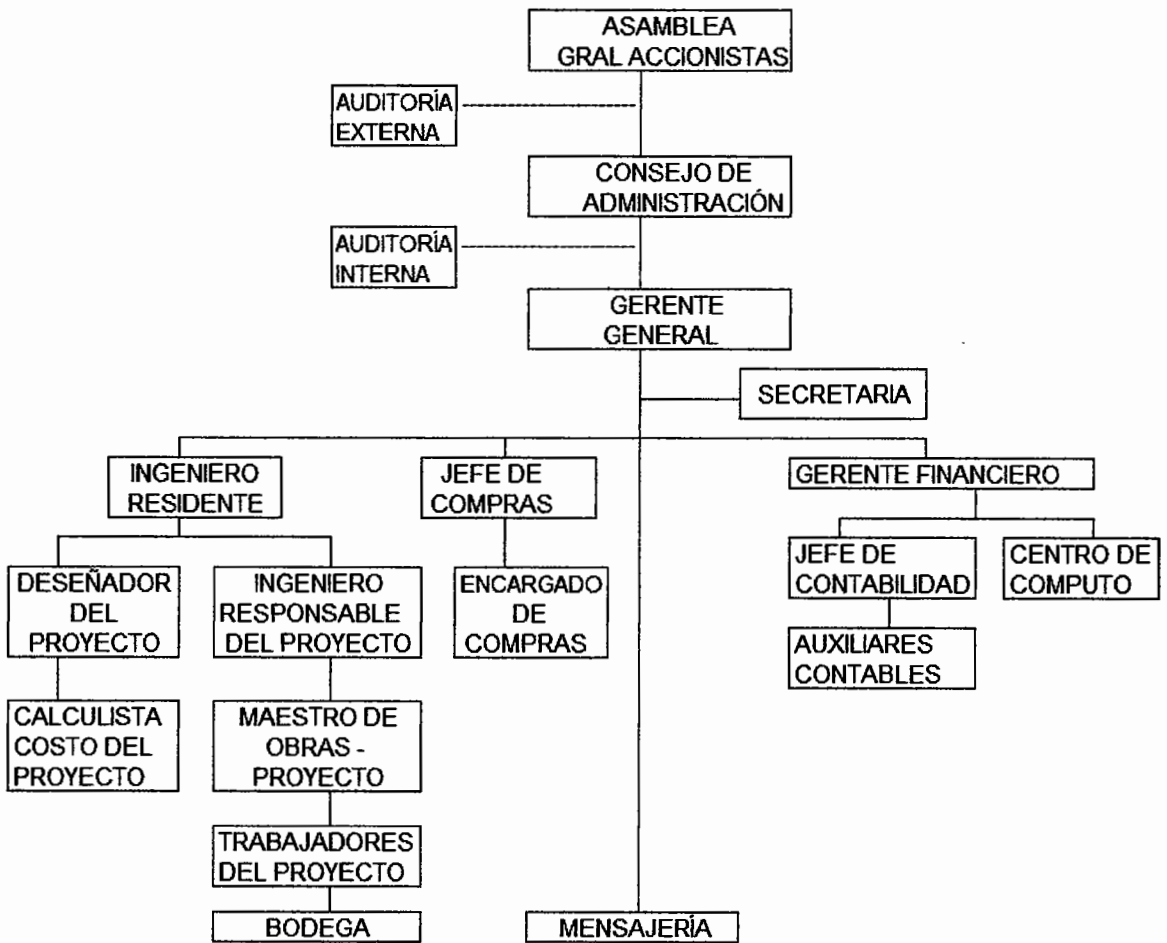 ASAMBLEA
GRAL ACCIONISTAS
AUDITORÍA
EXTERNA
CONSEJO DE
ADMINISTRACIÓN
AUDITORÍA
INTERNA
GERENTE
GENERAL
SECRETARIA
INGENIERO
RESIDENTE
JEFE DE
COMPRAS
GERENTE FINANCIERO
DESEÑADOR
DEL
PROYECTO
INGENIERO
RESPONSABLE
DEL PROYECTO
ENCARGADO
DE
COMPRAS
JEFE DE
CONTABILIDAD
CENTRO DE
COMPUTO
AUXILIARES
CONTABLES
CALCULISTA
COSTO DEL
PROYECTO
MAESTRO DE
OBRAS -
PROYECTO
TRABAJADORES
DEL PROYECTO
BODEGA
MENSAJERÍA